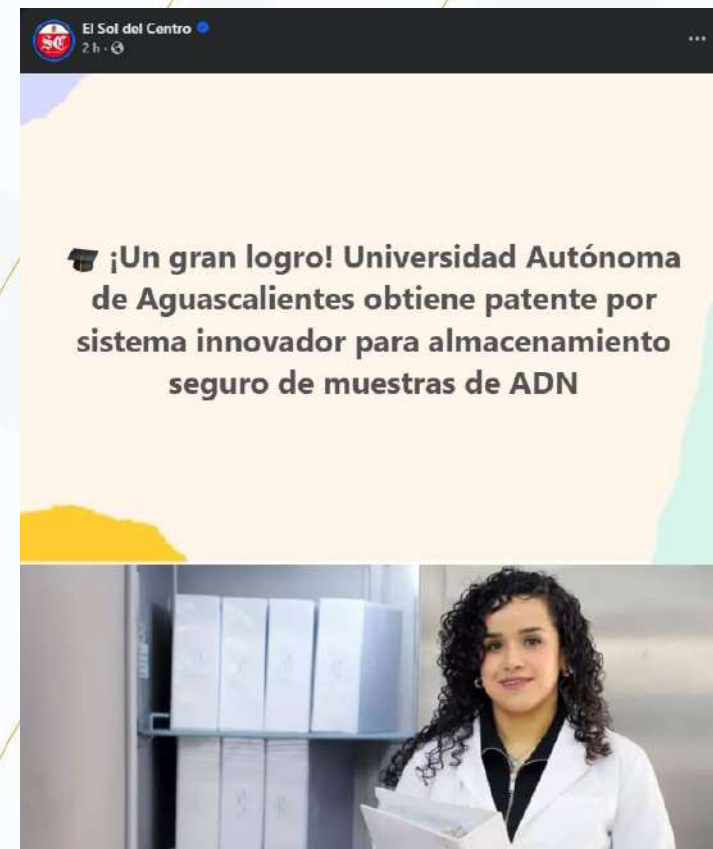 SC
El Sol del Centro
2 h
¡Un gran logro! Universidad Autónoma
de Aguascalientes obtiene patente por
sistema innovador para almacenamiento
seguro de muestras de ADN